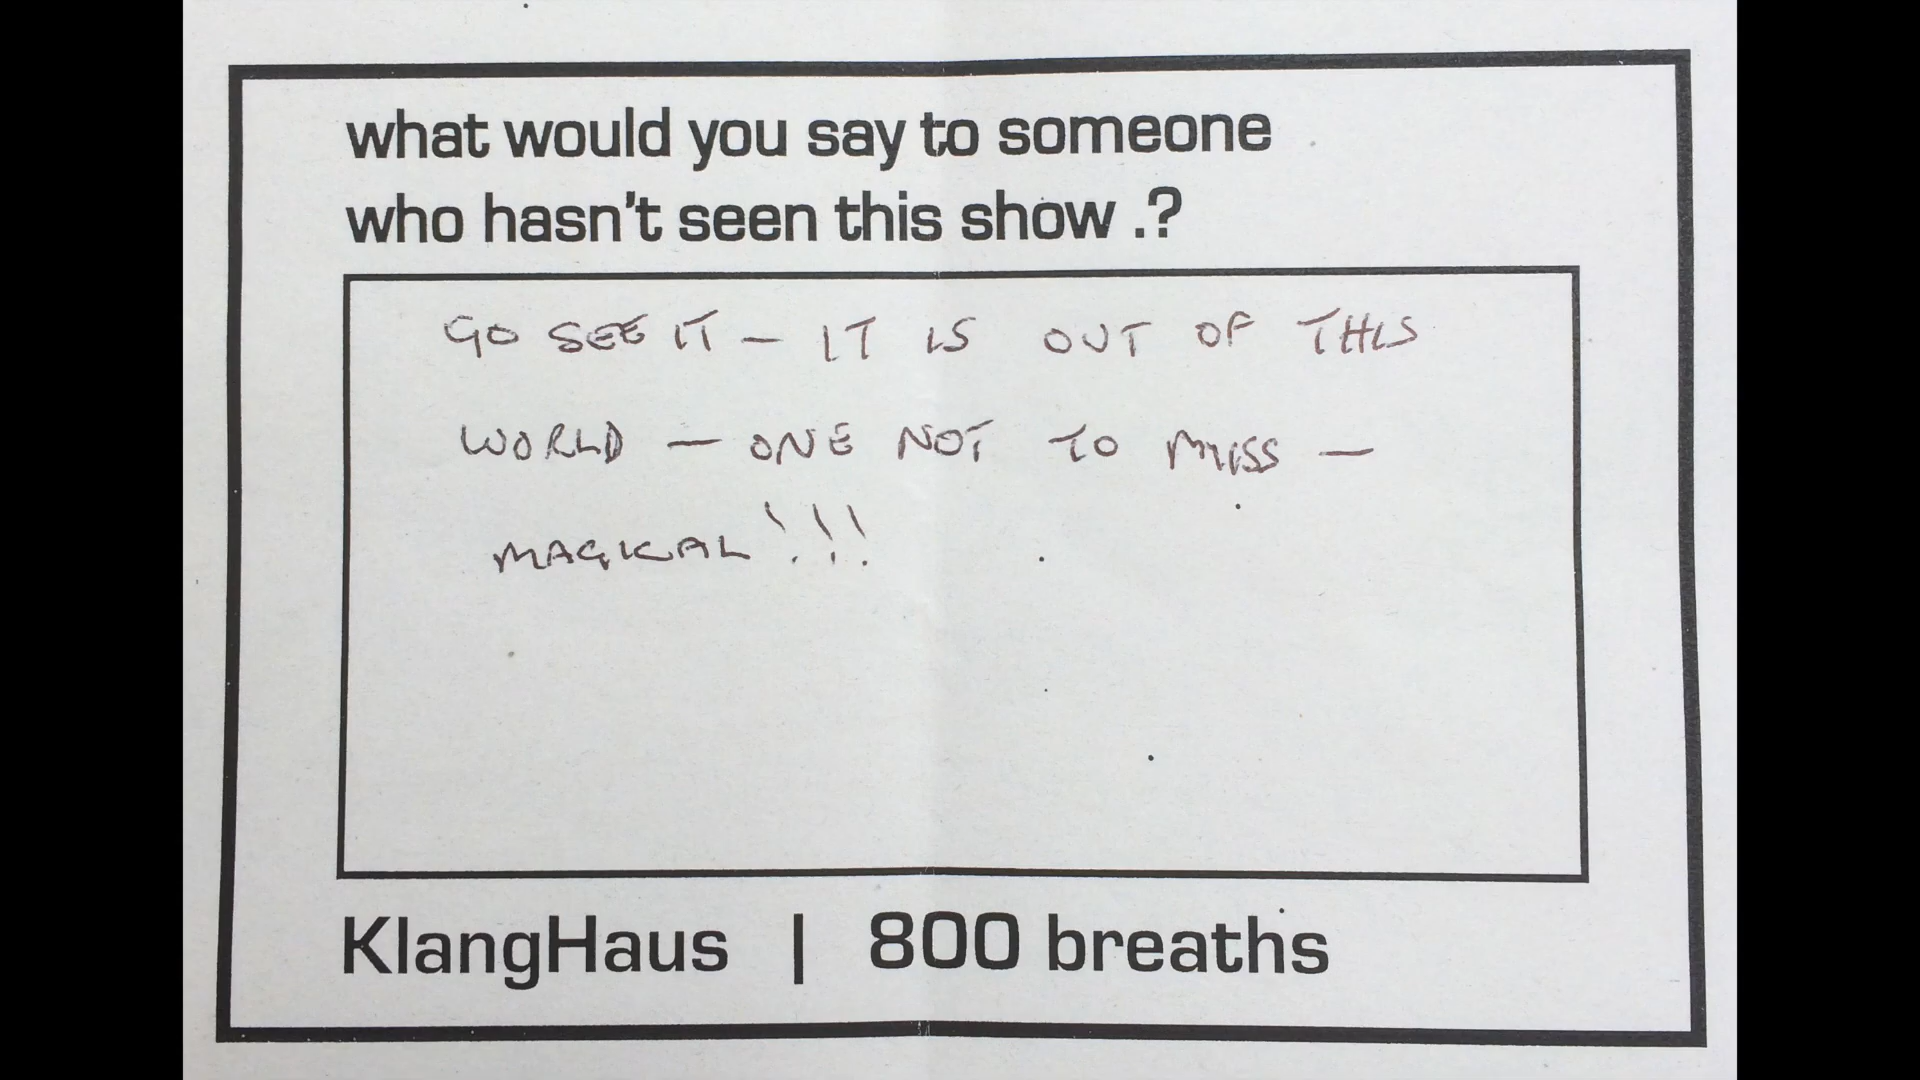 what would you say to someone
who hasn't seen this show .?
GO SEE IT – IT IS OUT OF THIS
WORLD – ONE NOT TO MISS –
MAGICAL!!!
KlangHaus | 800 breaths